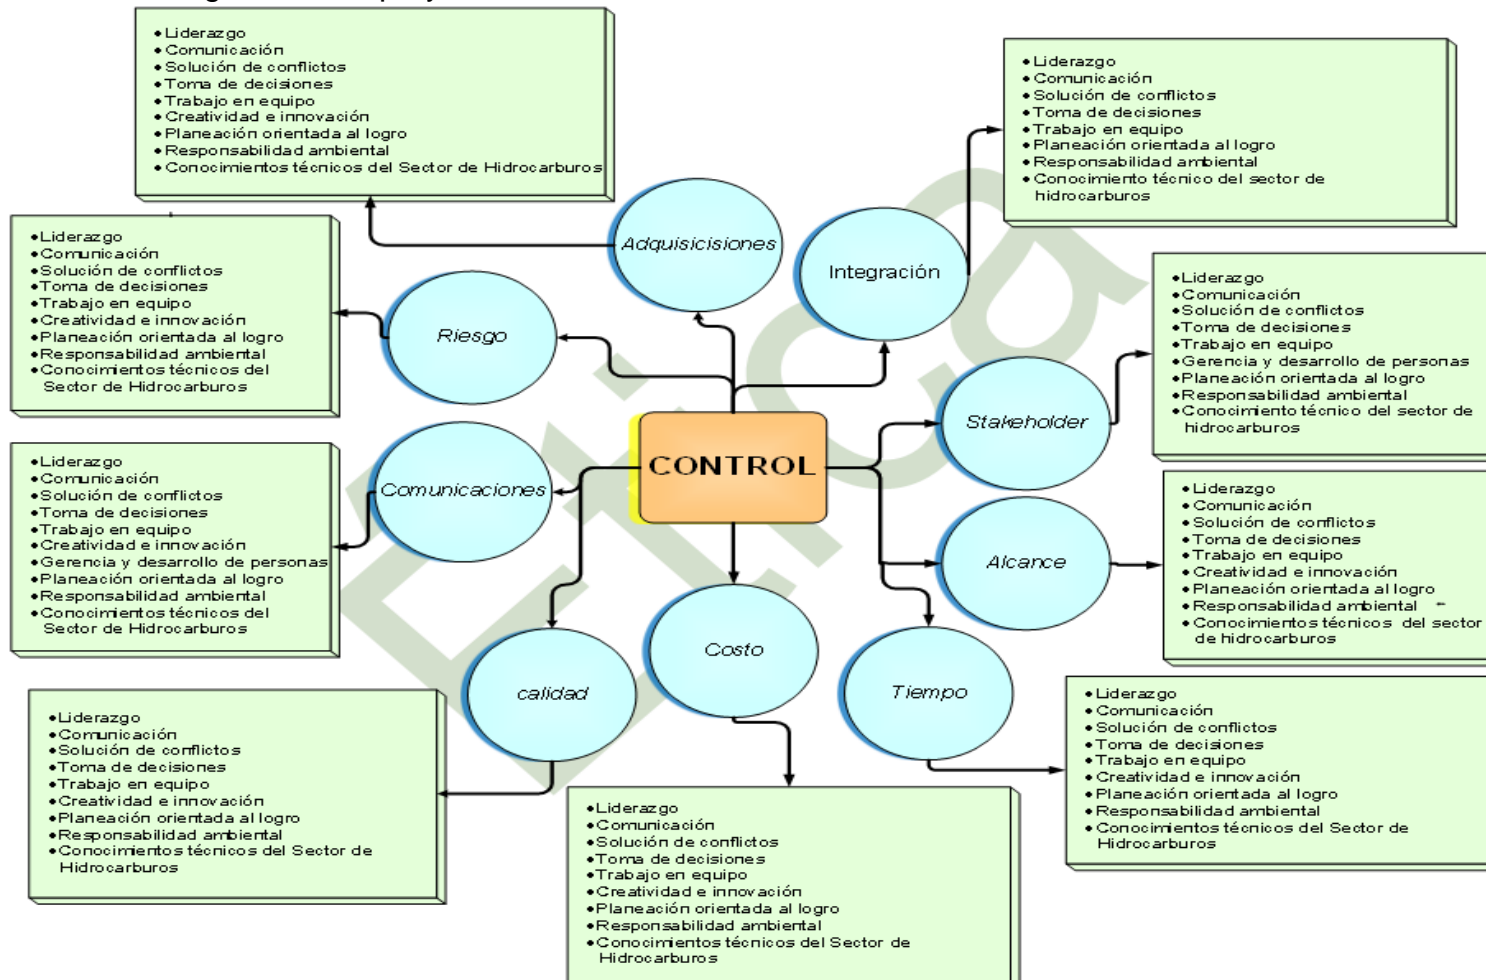 • Liderazgo
• Comunicación
• Solución de conflictos
• Toma de decisiones
• Trabajo en equipo
• Creatividad e innovación
• Planeación orientada al logro
• Responsabilidad ambiental
• Conocimientos técnicos del Sector de Hidrocarburos
• Liderazgo
• Comunicación
• Solución de conflictos
• Toma de decisiones
• Trabajo en equipo
• Planeación orientada al logro
• Responsabilidad ambiental
• Conocimiento técnico del sector de
hidrocarburos
Adquisicisiones
Integración
• Liderazgo
• Comunicación
• Solución de conflictos
• Toma de decisiones
• Trabajo en equipo
• Creatividad e innovación
• Planeación orientada al logro
• Responsabilidad ambiental
• Conocimientos técnicos del
Sector de Hidrocarburos
Riesgo
• Liderazgo
• Comunicación
• Solución de conflictos
• Toma de decisiones
• Trabajo en equipo
• Gerencia y desarrollo de personas
• Planeación orientada al logro
• Responsabilidad ambiental
• Conocimiento técnico del sector de
hidrocarburos
Stakeholder
CONTROL
Etica
• Liderazgo
• Comunicación
• Solución de conflictos
• Toma de decisiones
• Trabajo en equipo
• Creatividad e innovación
• Gerencia y desarrollo de personas
• Planeación orientada al logro
• Responsabilidad ambiental
• Conocimientos técnicos del
Sector de Hidrocarburos
Comunicaciones
• Liderazgo
• Comunicación
• Solución de conflictos
• Toma de decisiones
• Trabajo en equipo
• Creatividad e innovación
• Planeación orientada al logro
• Responsabilidad ambiental -
• Conocimientos técnicos del sector
de hidrocarburos
Alcance
Costo
calidad
Tiempo
• Liderazgo
• Comunicación
• Solución de conflictos
• Toma de decisiones
• Trabajo en equipo
• Creatividad e innovación
• Planeación orientada al logro
• Responsabilidad ambiental
• Conocimientos técnicos del Sector de
Hidrocarburos
• Liderazgo
• Comunicación
• Solución de conflictos
• Toma de decisiones
• Trabajo en equipo
• Creatividad e innovación
• Planeación orientada al logro
• Responsabilidad ambiental
• Conocimientos técnicos del Sector de
Hidrocarburos
• Liderazgo
• Comunicación
• Solución de conflictos
• Toma de decisiones
• Trabajo en equipo
• Creatividad e innovación
• Planeación orientada al logro
• Responsabilidad ambiental
• Conocimientos técnicos del Sector de
Hidrocarburos